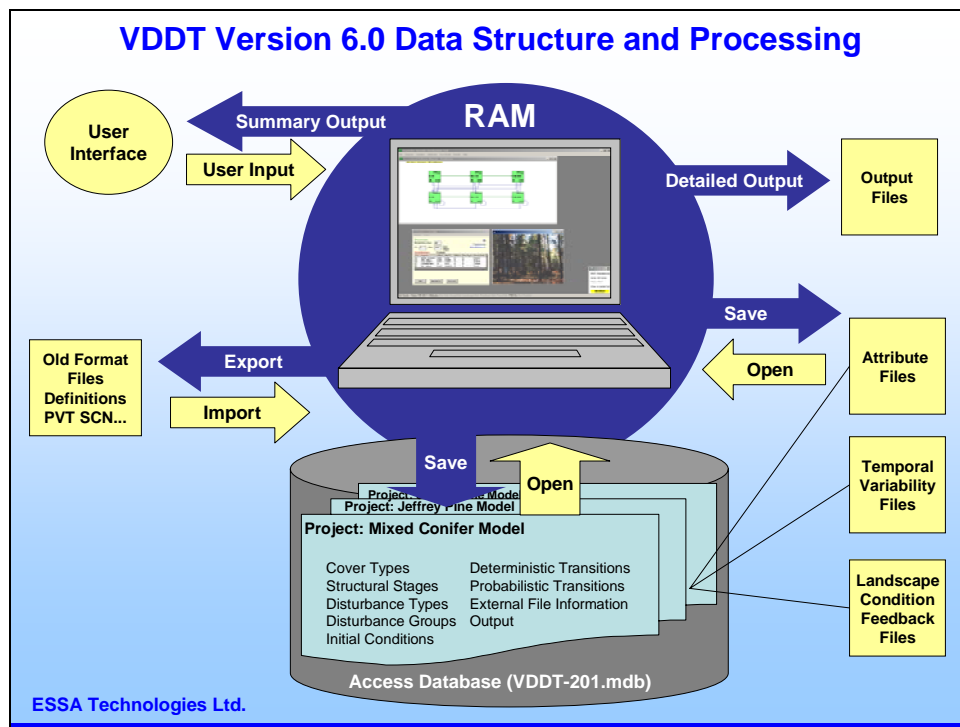 VDDT Version 6.0 Data Structure and Processing
RAM
User
Interface
Summary Output
User Input
Detailed Output
Output
Files
Save
Open
Attribute
Files
Old Format
Files
Definitions
PVT SCN...
Export
Import
Save
Open
Temporal
Variability
Files
Landscape
Condition
Feedback
Files
Project: Model
Project: Jeffrey Pine Model
Project: Mixed Conifer Model
Cover Types
Structural Stages
Disturbance Types
Disturbance Groups
Initial Conditions
Deterministic Transitions
Probabilistic Transitions
External File Information
Output
Access Database (VDDT-201.mdb)
ESSA Technologies Ltd.